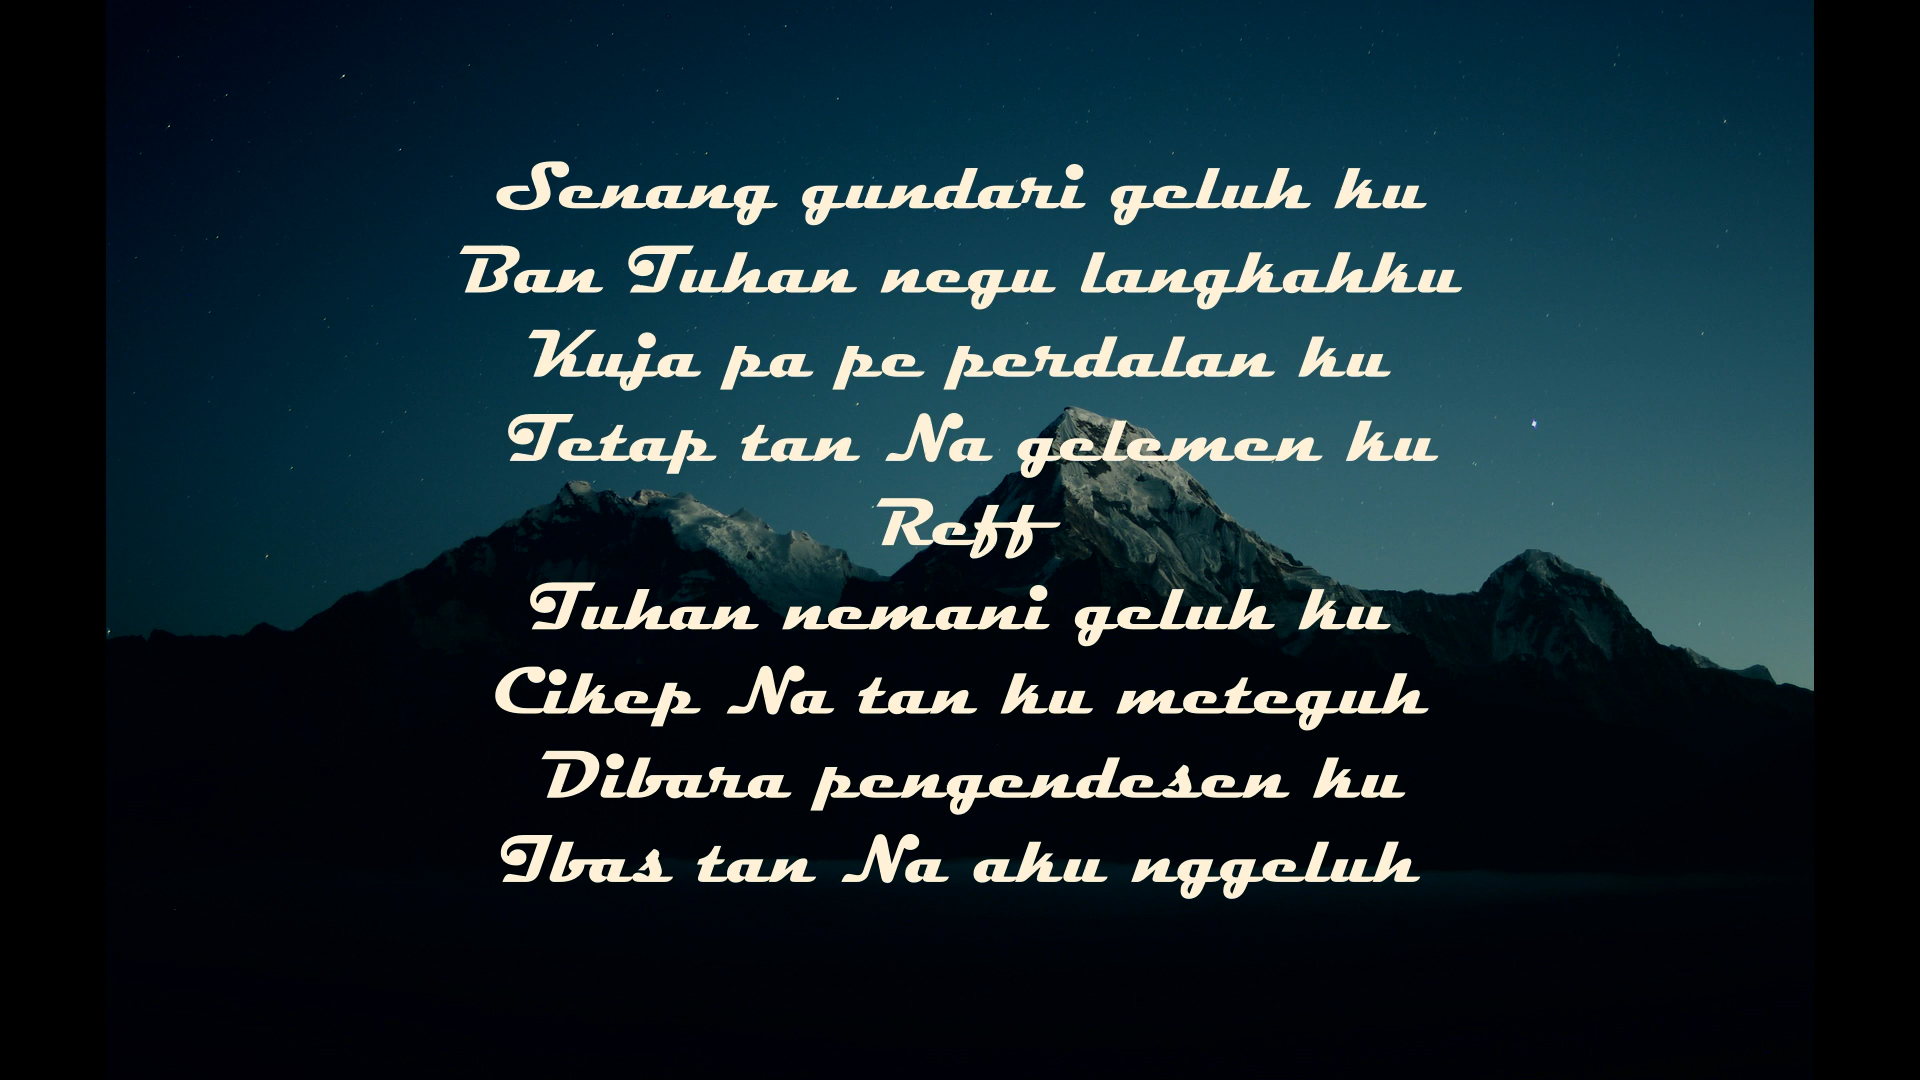 Senang gundari geluh ku
Ban Tuhan negu langkahku
Kuja pa pe perdalan ku
Tetap tan Na gelemen ku
Reff
Tuhan nemani geluh ku
Cikep Na tan ku meteguh
Dibara pengendesen ku
Ibas tan Na aku nggeluh